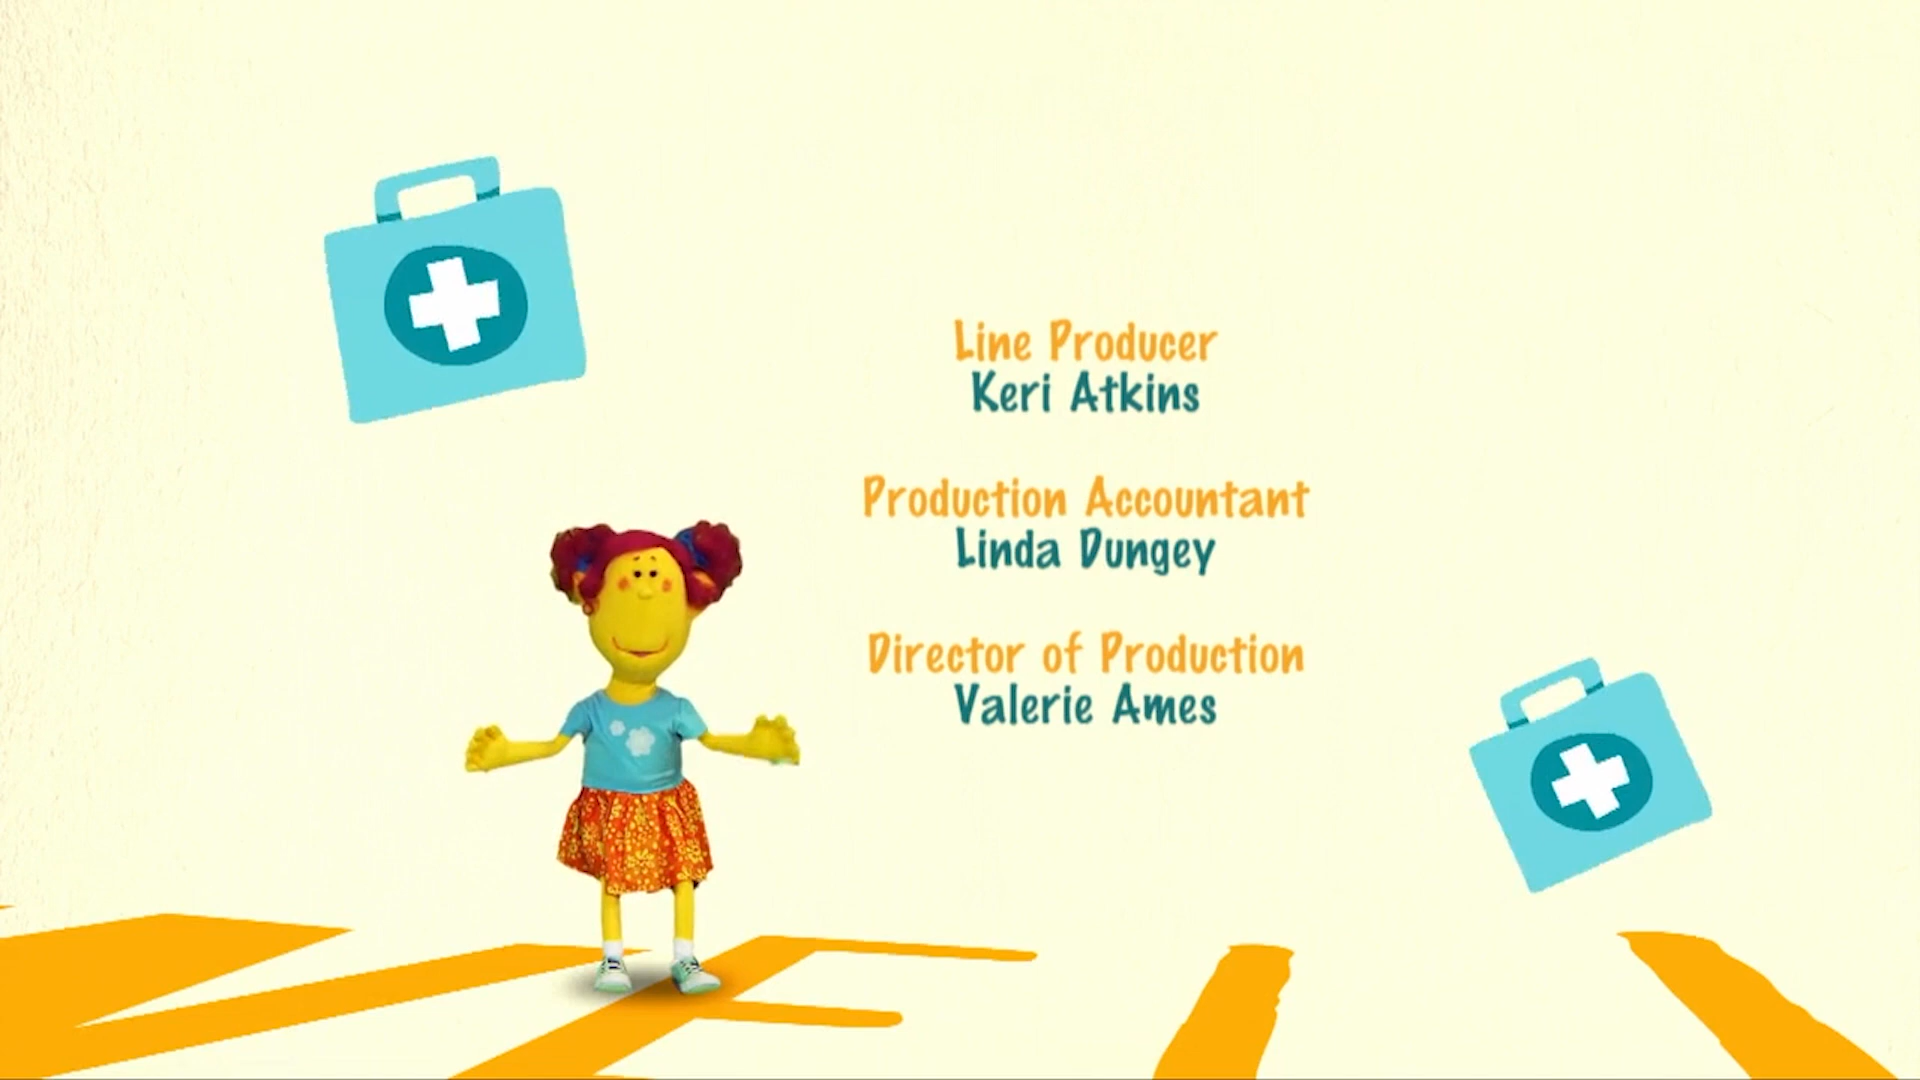 Line Producer
Keri Atkins
Production Accountant
Linda Dungey
Director of Production
Valerie Ames